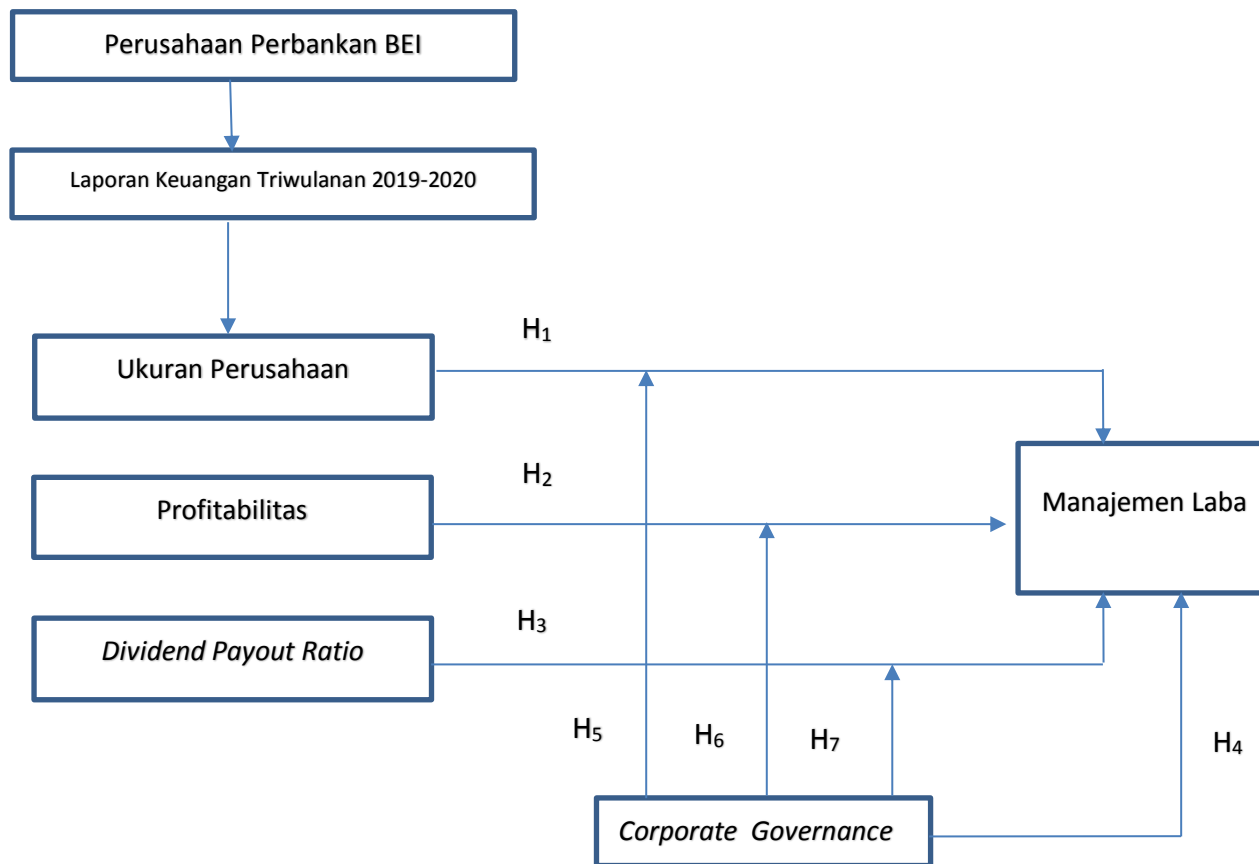 Perusahaan Perbankan BEI
Laporan Keuangan Triwulanan 2019-2020
H₁
Ukuran Perusahaan
H₂
Profitabilitas
Manajemen Laba
H₃
Dividend Payout Ratio
H₅
H₆
H₇
H₄
Corporate Governance